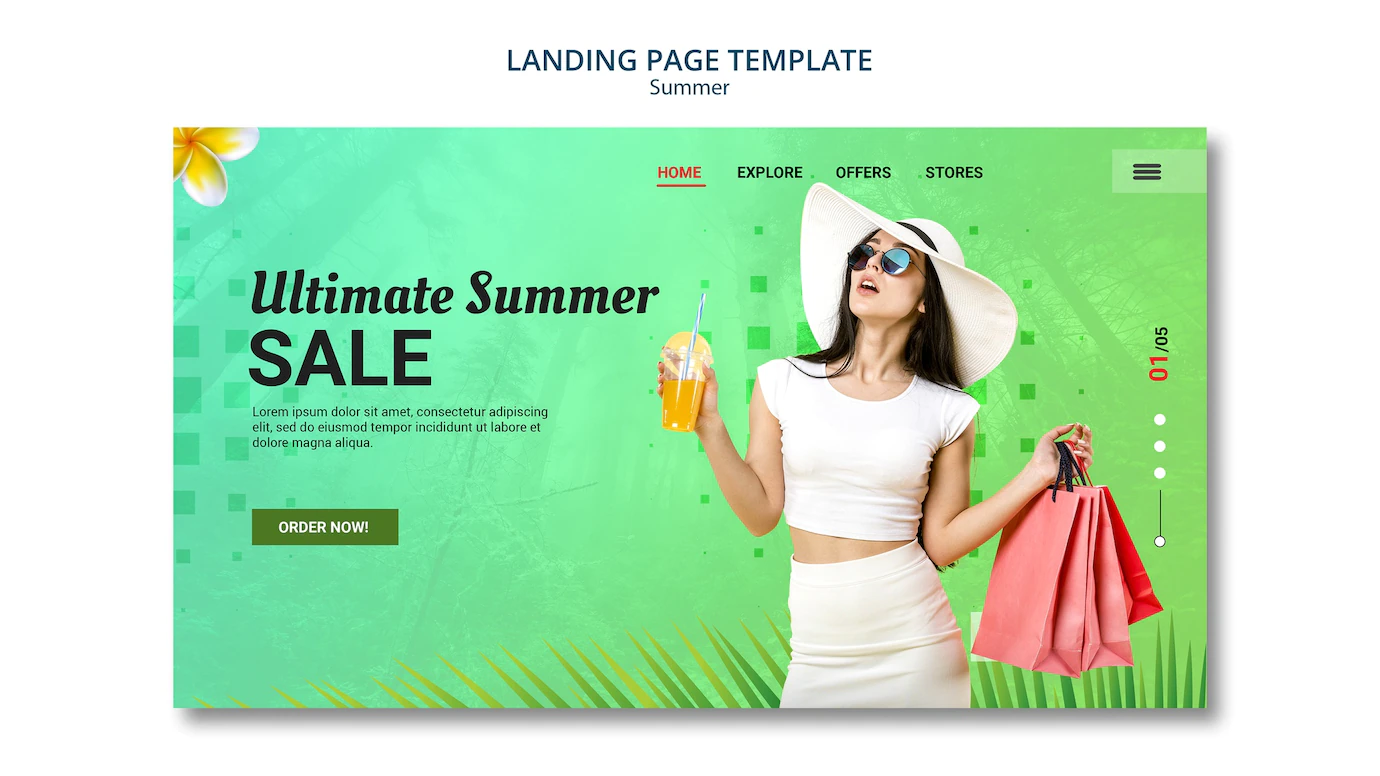 LANDING PAGE TEMPLATE
Summer
HOME EXPLORE OFFERS STORES
Ultimate Summer
SALE
Lorem ipsum dolor sit amet, consectetur adipiscing
elit, sed do eiusmod tempor incididunt ut labore et
dolore magna aliqua.
ORDER NOW!
01/05